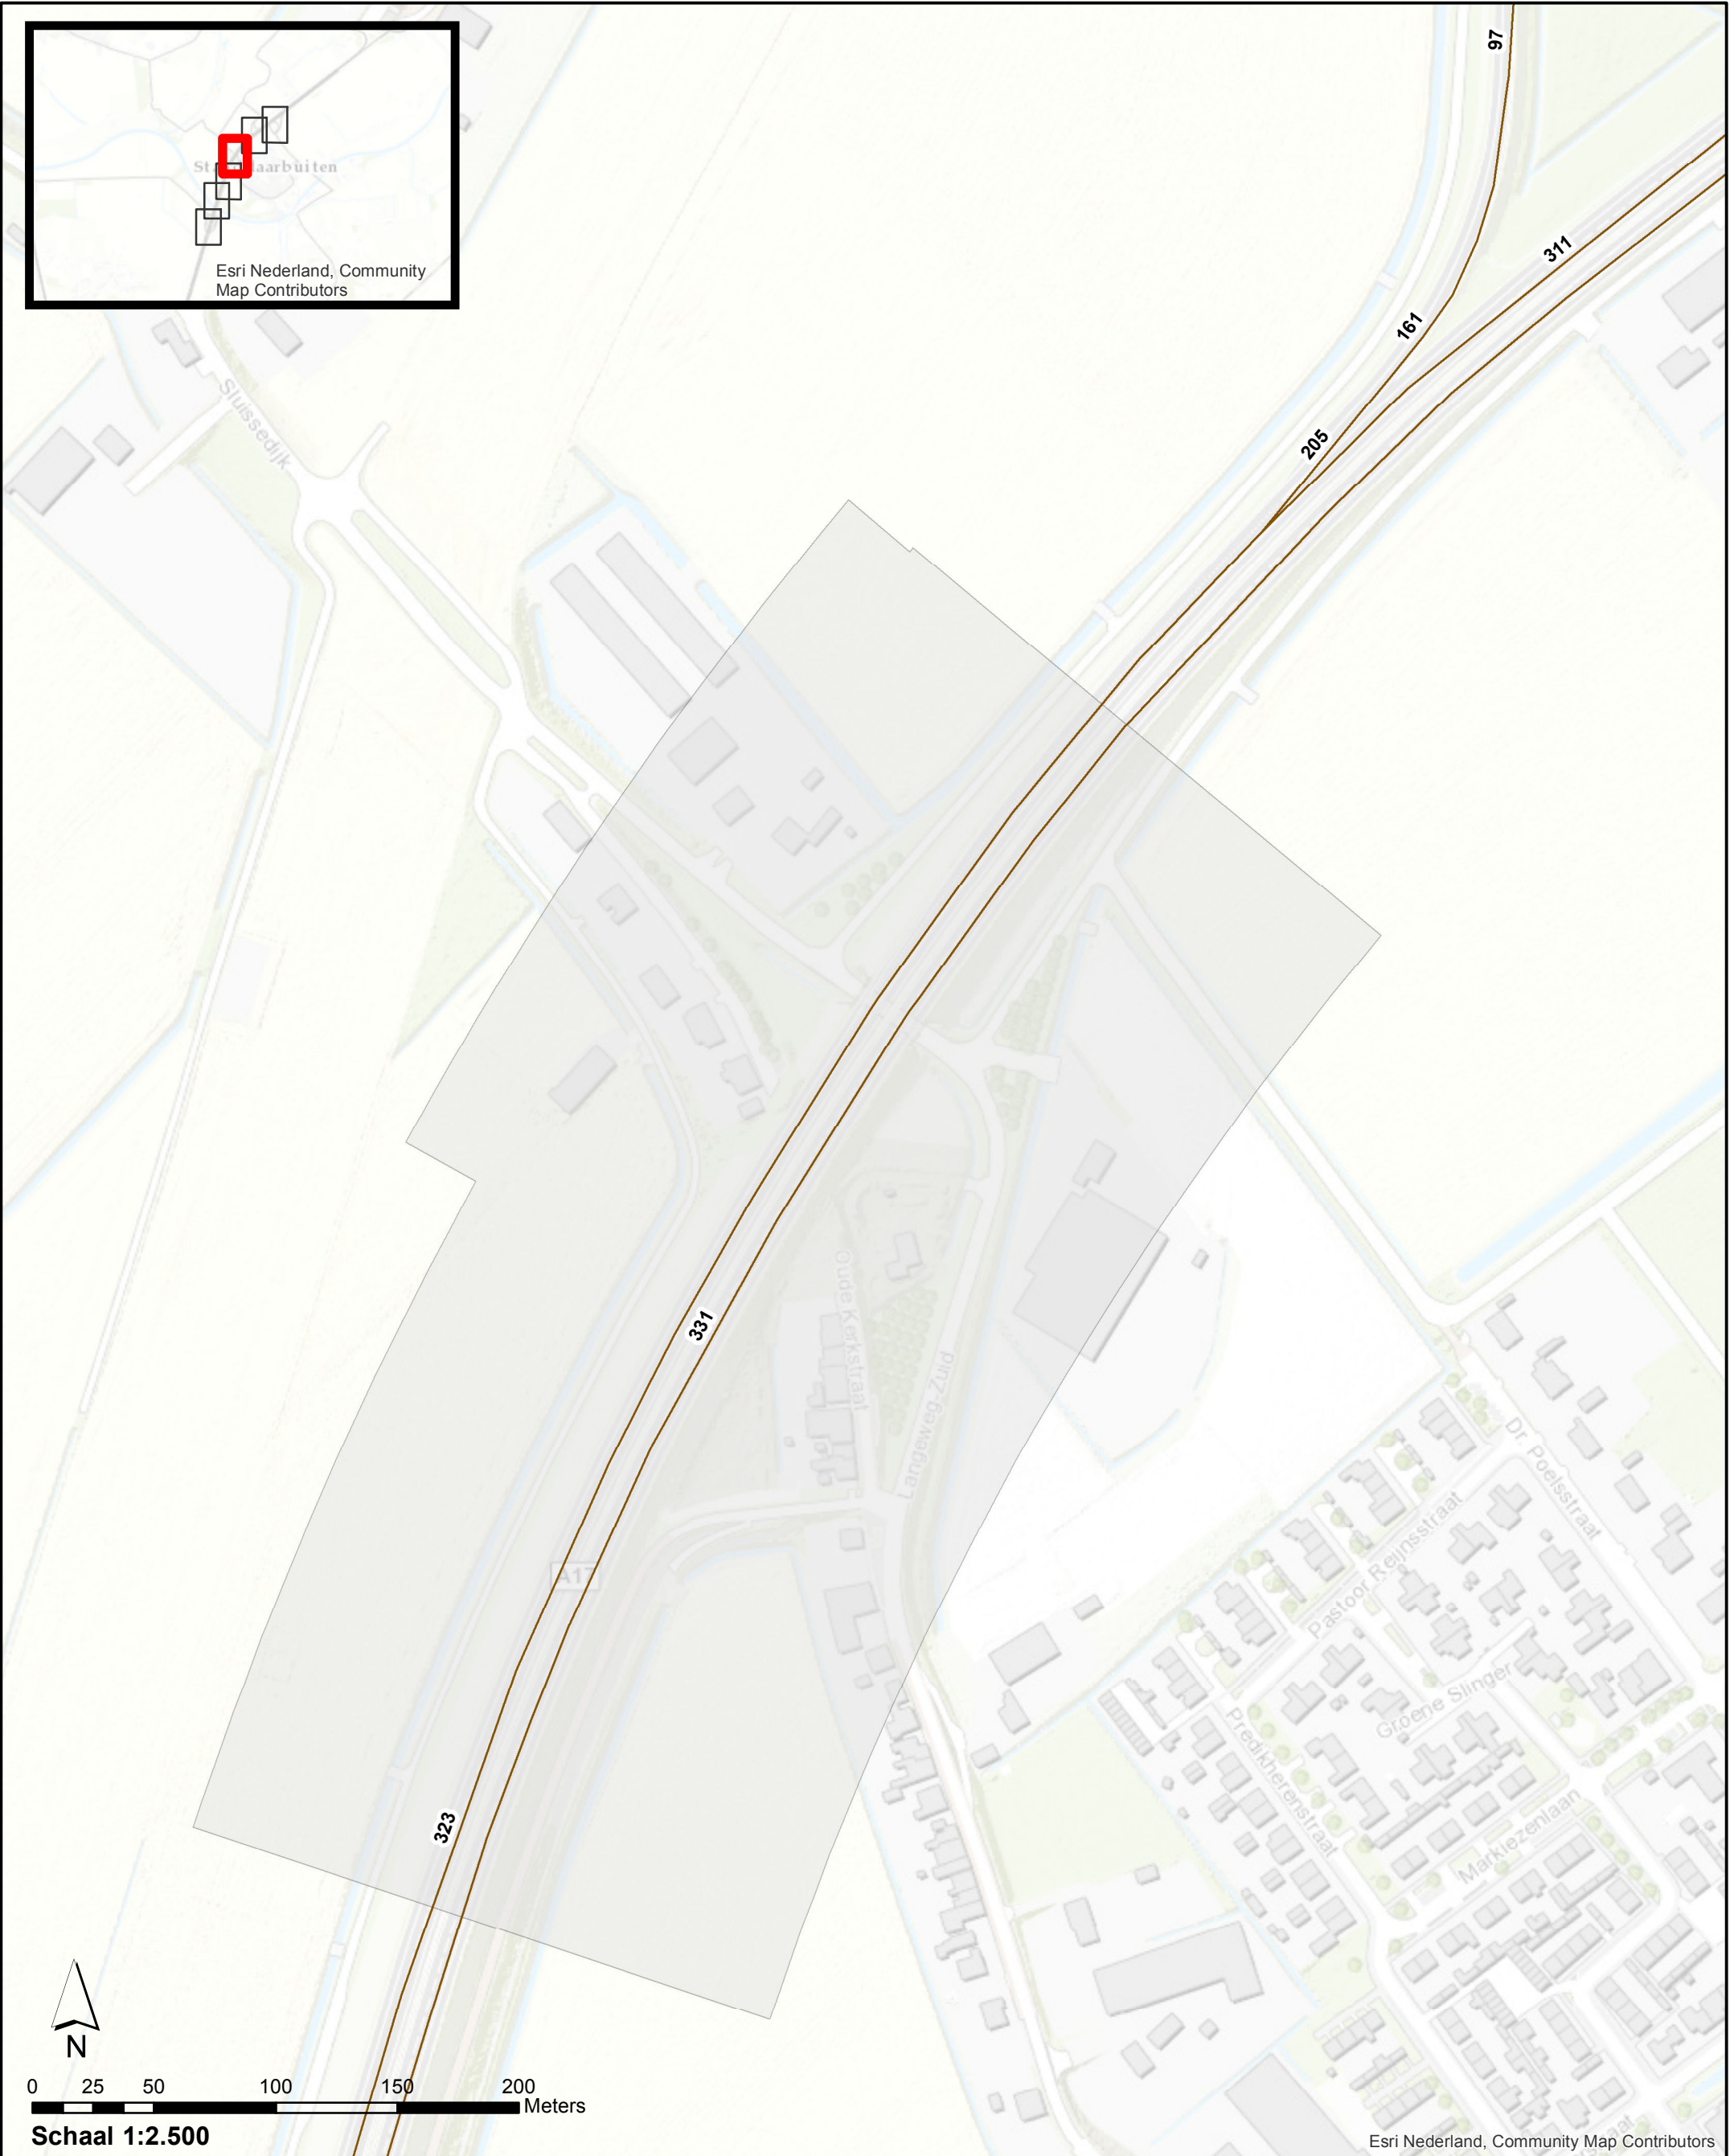 Esri Nederland, Community
Map Contributors
97
311
161
205
Sluissedijk
Oude Kerkstraat
331
Langeweg Zuid
Dr. Poelsstraat
Pastoor Reijnsstraat
A17
Groene Slinger
Predikherenstraat
Markiezenlaan
323
N
0 25 50 100 150 200
Meters
Schaal 1:2.500
Esri Nederland, Community Map Contributors